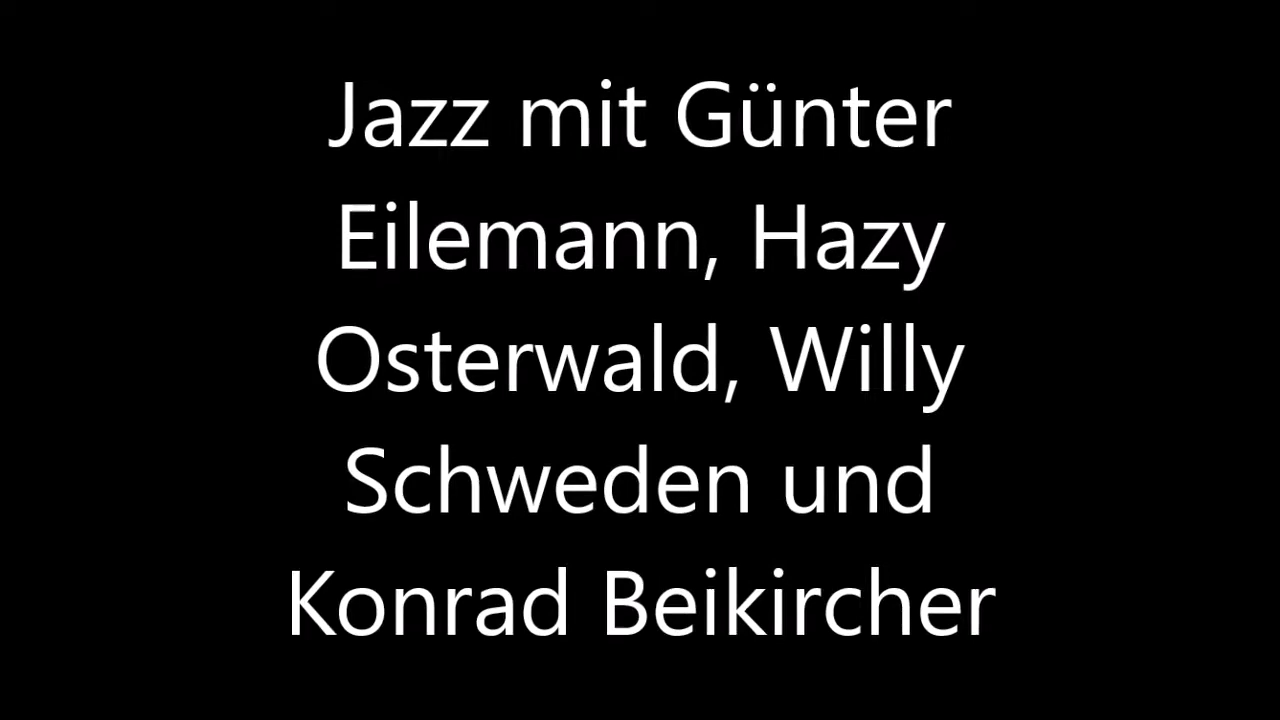 Jazz mit Günter
Eilemann, Hazy
Osterwald, Willy
Schweden und
Konrad Beikircher